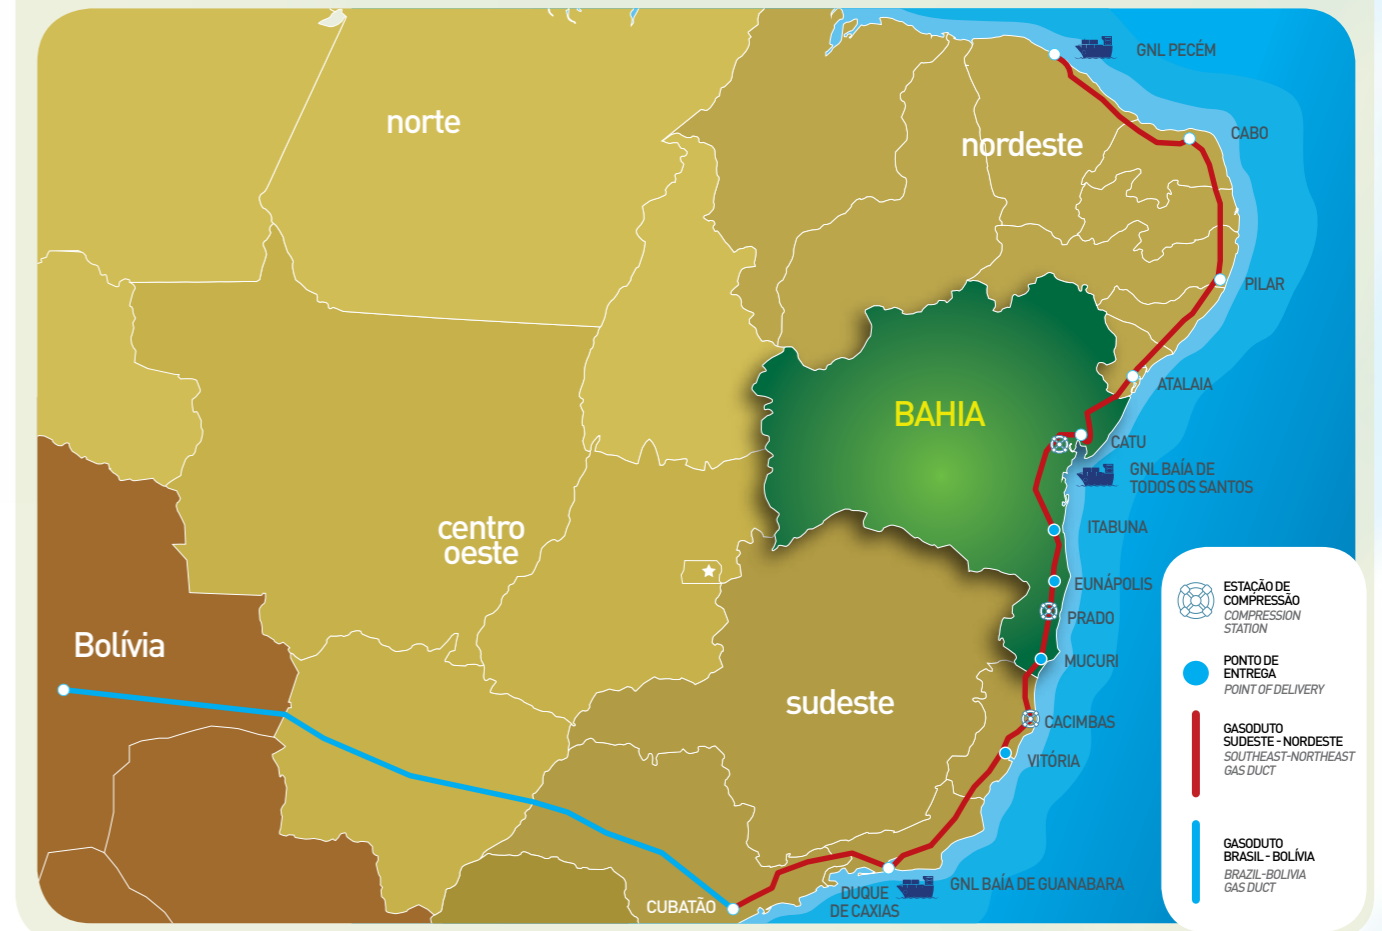 GNL PECÉM
norte
CABO
nordeste
PILAR
ATALAIA
BAHIA
CATU
GNL BAÍA DE
TODOS OS SANTOS
centro
oeste
ITABUNA
EUNÁPOLIS
PRADO
Bolívia
MUCURI
sudeste
CACIMBAS
VITÓRIA
GNL BAÍA DE GUANABARA
DUQUE
DE CAXIAS
CUBATÃO
ESTAÇÃO DE
COMPRESSÃO
COMPRESSION
STATION
PONTO DE
ENTREGA
POINT OF DELIVERY
GASODUTO
SUDESTE - NORDESTE
SOUTHEAST-NORTHEAST
GAS DUCT
GASODUTO
BRASIL - BOLÍVIA
BRAZIL-BOLIVIA
GAS DUCT